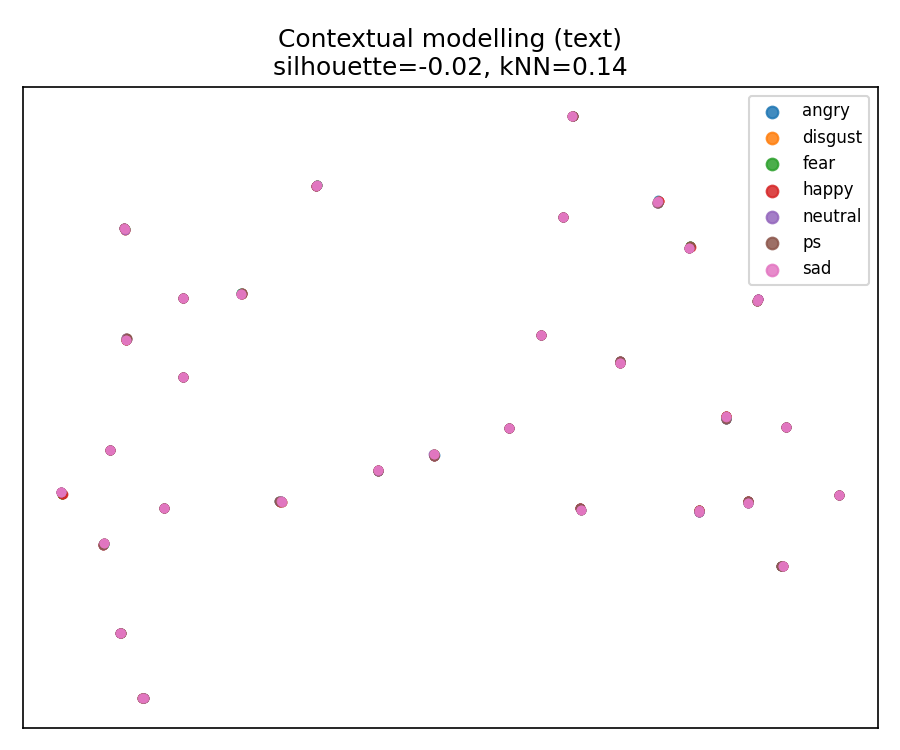 Contextual modelling (text)
silhouette=-0.02, kNN=0.14
angry
disgust
fear
happy
neutral
ps
sad